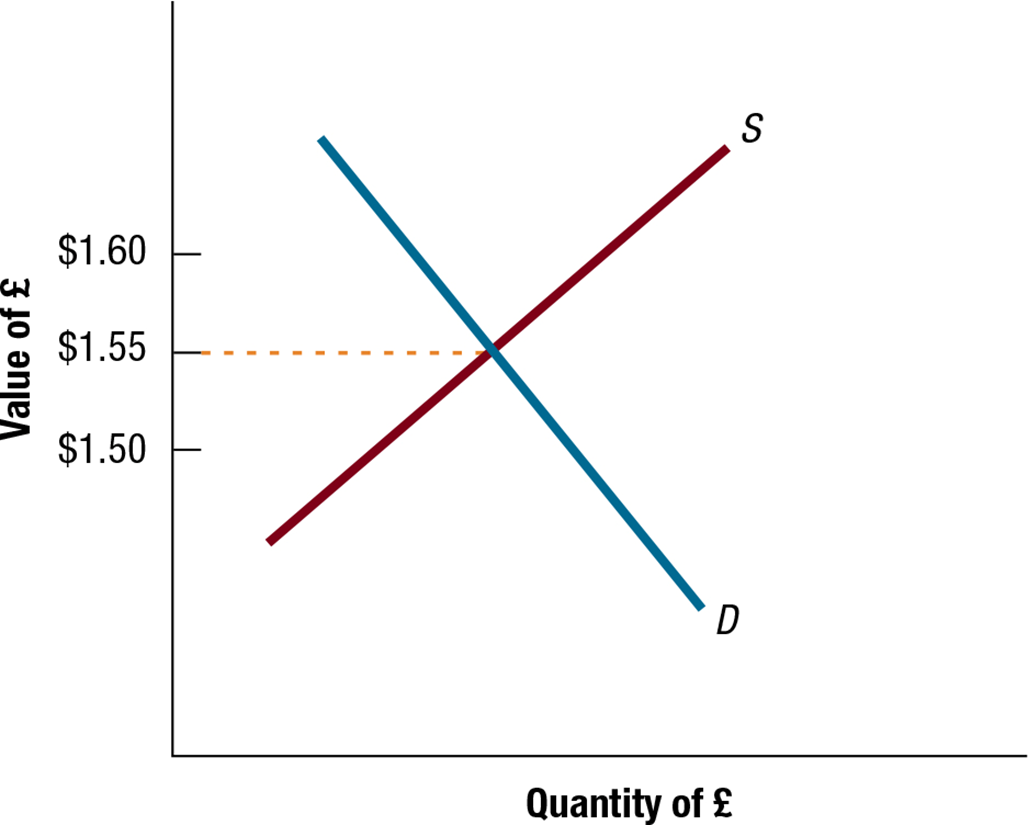 S
$1.60
$1.55
$1.50
Value of £
D
Quantity of £